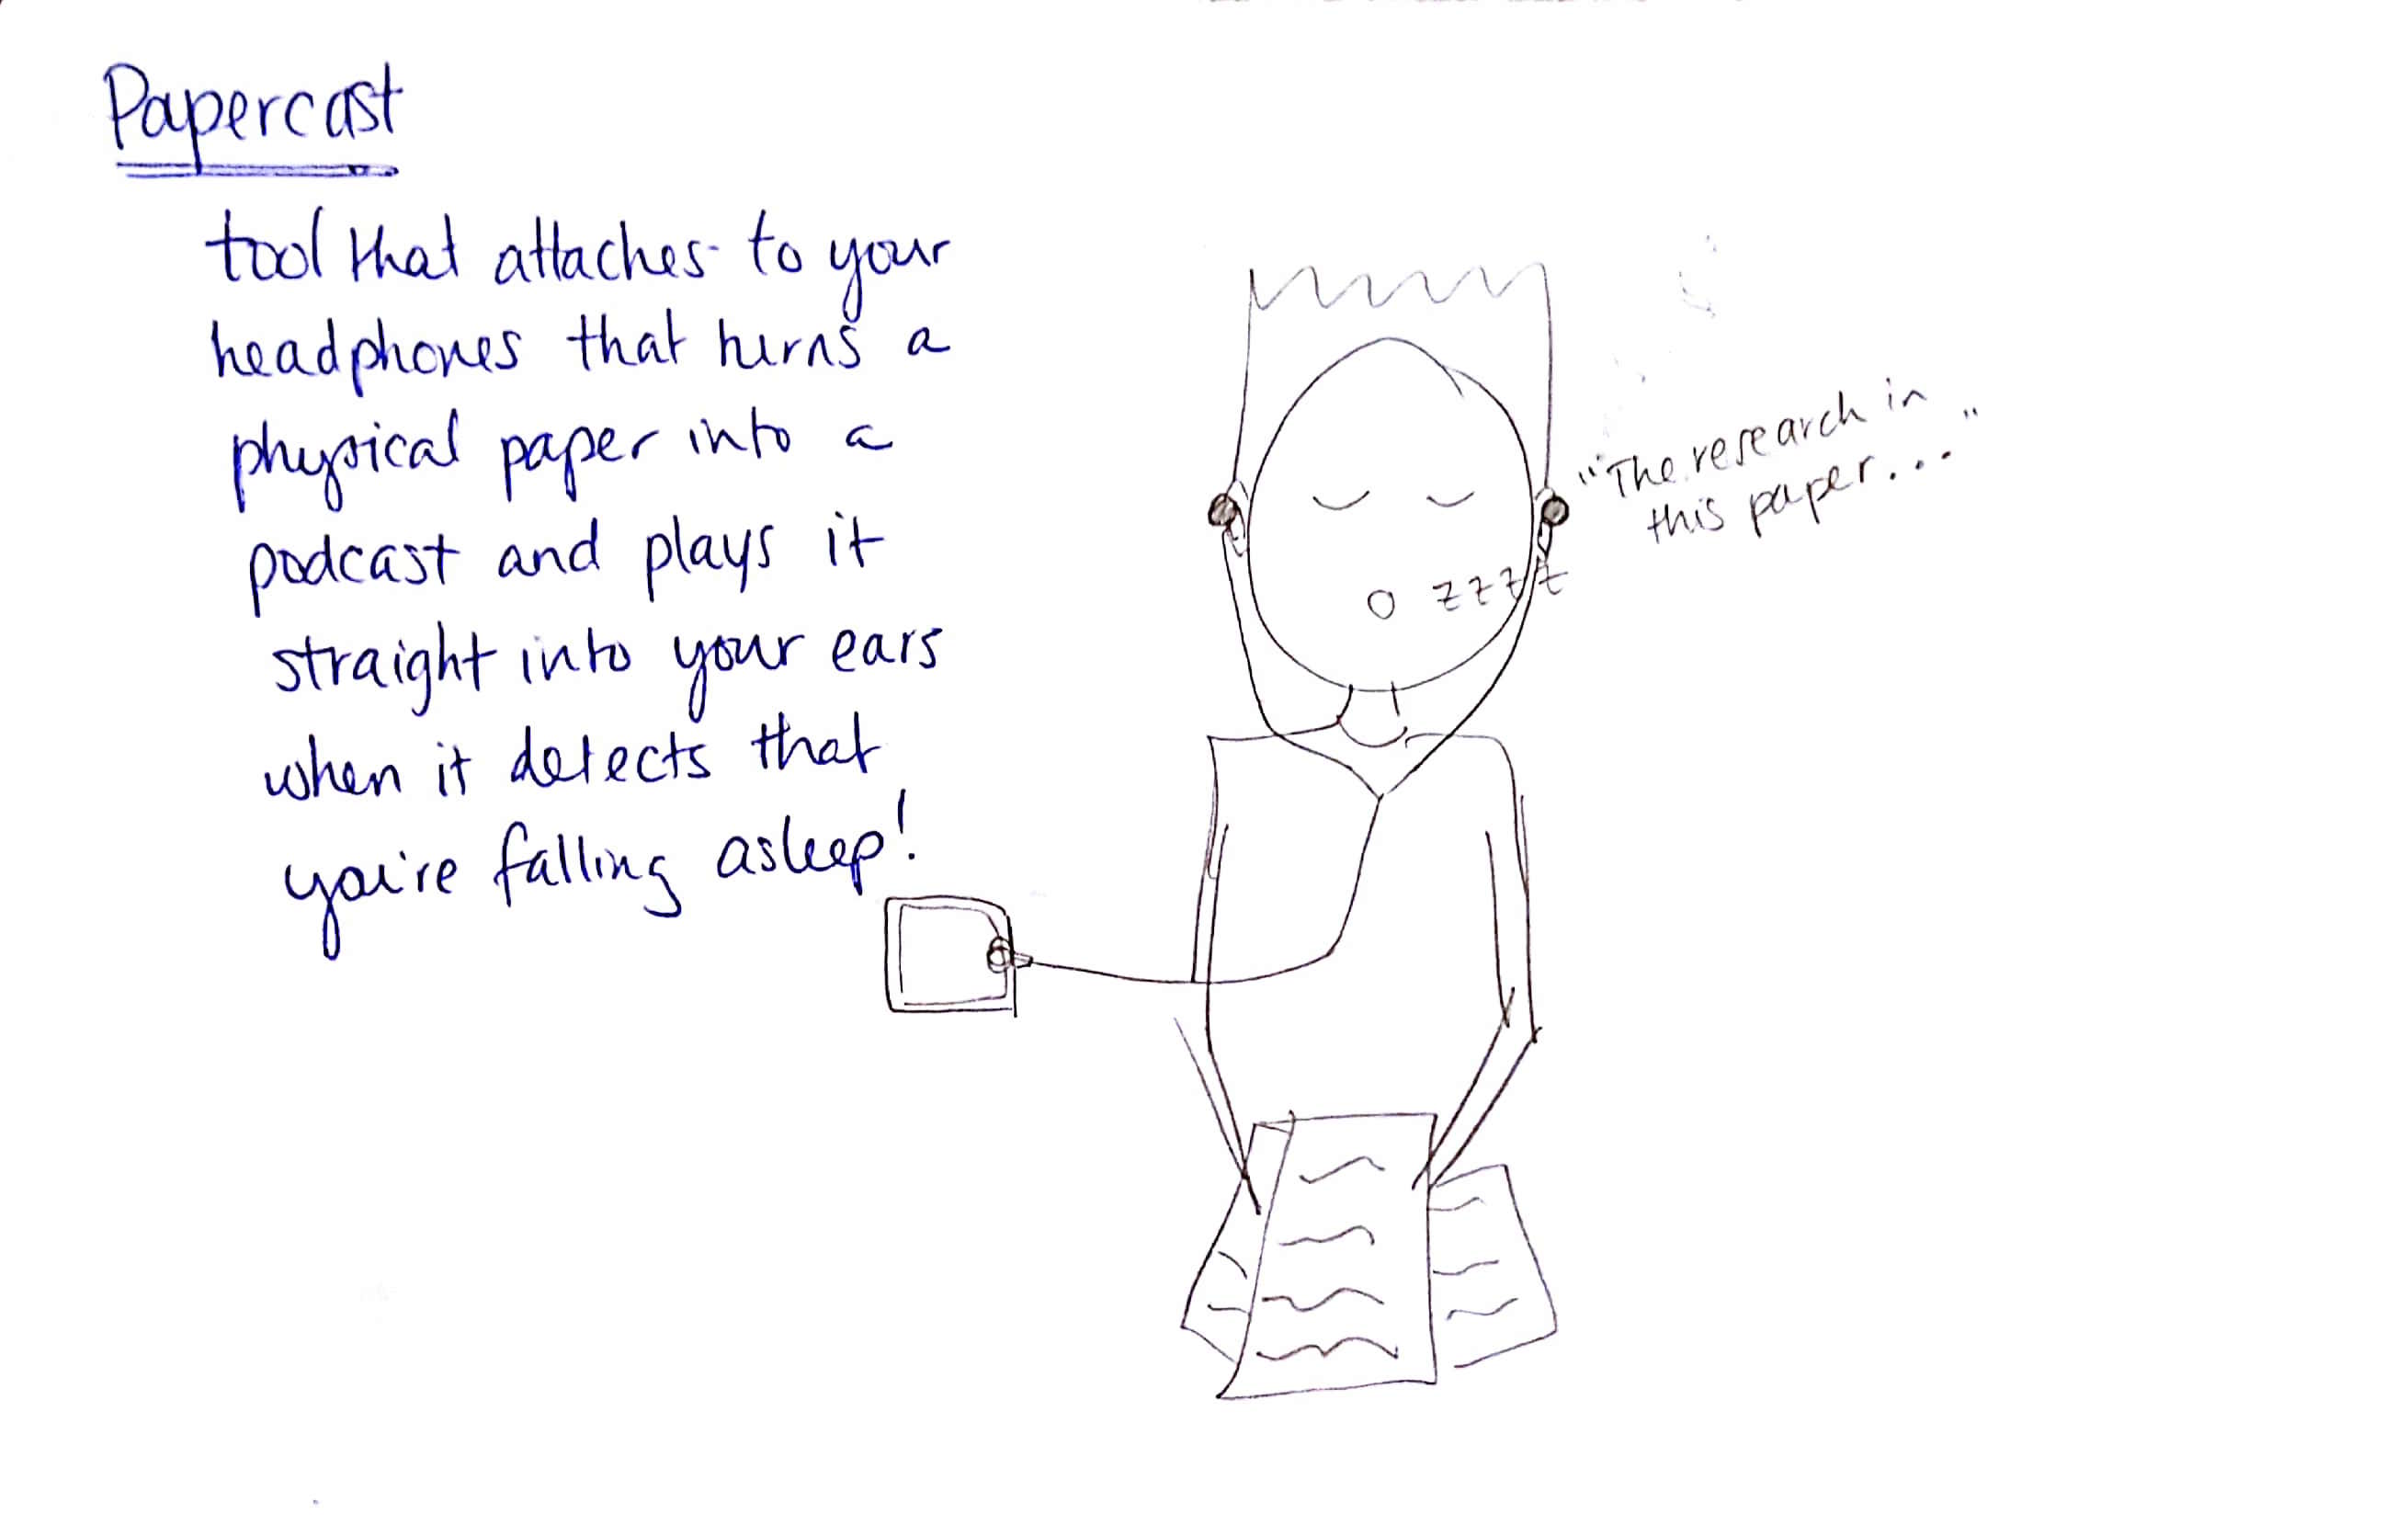 Papercast
tool that attaches to your
headphones that turns a
physical paper into a
podcast and plays it
straight into your ears
when it detects that
you're falling asleep!
"The research in
this paper..."
zzzz